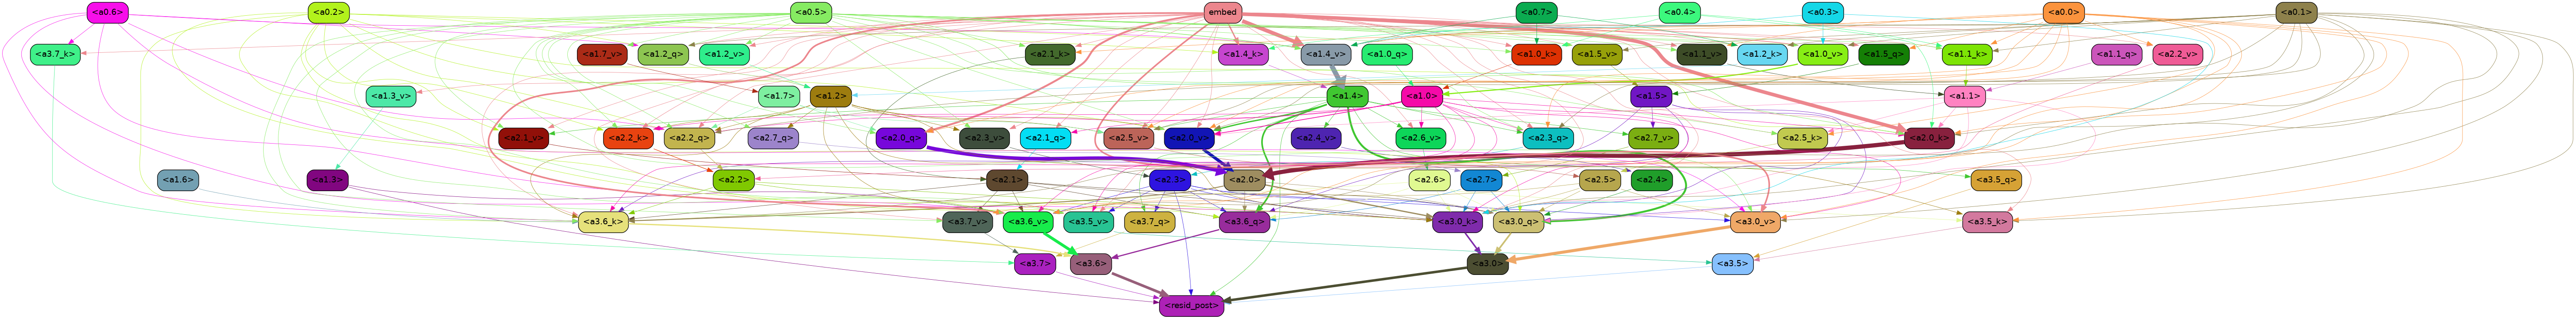 <a0.6> <a0.2> <a0.5> embed <a0.7> <a0.4> <a0.3> <a0.0> <a0.1>
<a3.7_k> <a1.7_v> <a1.2_q> <a1.2_v> <a2.1_k> <a1.4_k> <a1.4_v> <a1.0_q> <a1.0_k> <a1.5_v> <a1.1_v> <a1.2_k> <a1.0_v> <a1.5_q> <a1.1_k> <a1.1_q> <a2.2_v>
<a1.3_v> <a1.7> <a1.2> <a1.4> <a1.0> <a1.5> <a1.1>
<a2.1_v> <a2.2_k> <a2.2_q> <a2.7_q> <a2.0_q> <a2.3_v> <a2.1_q> <a2.5_v> <a2.0_v> <a2.4_v> <a2.6_v> <a2.3_q> <a2.7_v> <a2.5_k> <a2.0_k>
<a1.6> <a1.3> <a2.2> <a2.1> <a2.3> <a2.0> <a2.6> <a2.7> <a2.5> <a2.4> <a3.5_q>
<a3.6_k> <a3.7_v> <a3.6_v> <a3.5_v> <a3.7_q> <a3.6_q> <a3.0_k> <a3.0_q> <a3.0_v> <a3.5_k>
<a3.7> <a3.6> <a3.0> <a3.5>
<resid_post>